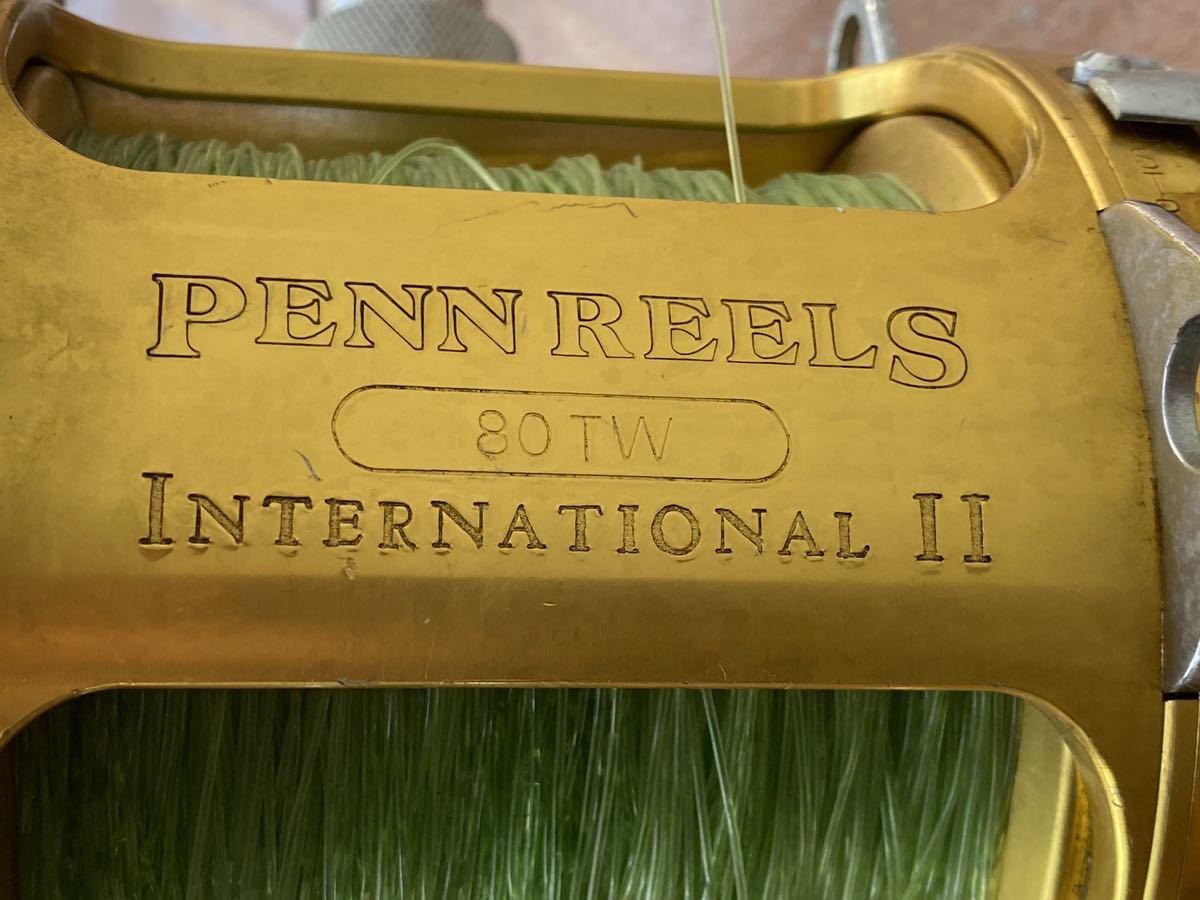 PENN REELS
80TW
INTERNATIONAL II